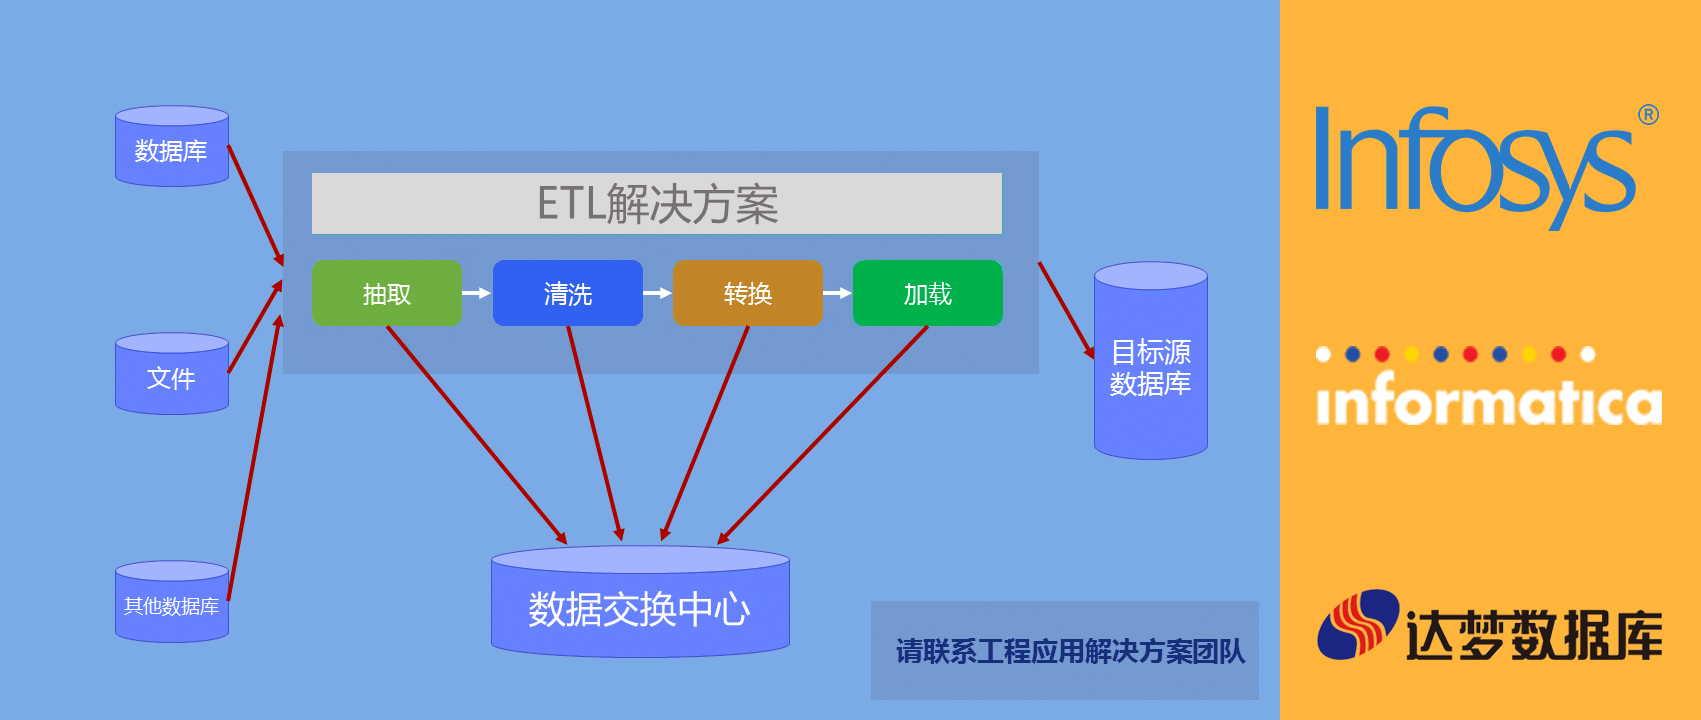 数据库
文件
其他数据库
ETL解决方案
抽取
清洗
转换
加载
数据交换中心
目标源
数据库
请联系工程应用解决方案团队
Infosys®
informatica
达梦数据库